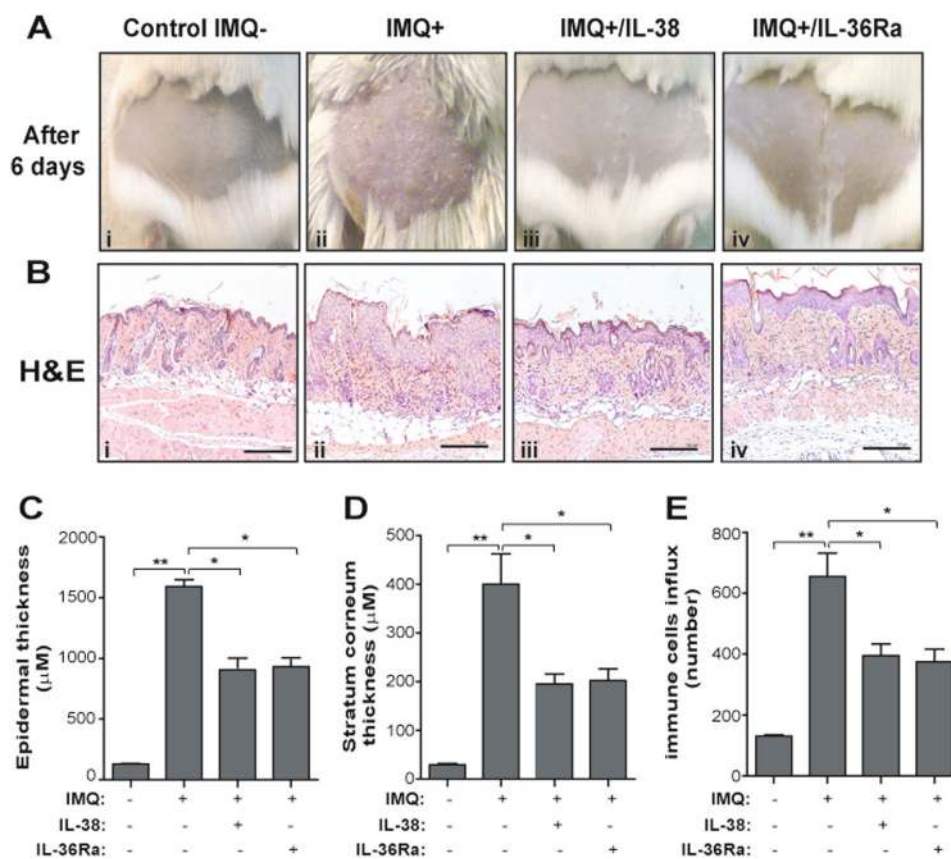 A Control IMQ- IMQ+ IMQ+/IL-38 IMQ+/IL-36Ra
After
6 days
i ii iii iv
B
H&E
i ii iii iv
C
Epidermal thickness
(µM)
2000
1500
1000
500
0
** * *
IMQ: - + + +
IL-38: - - + -
IL-36Ra: - - - +
D
Stratum corneum
thickness (µM)
500
400
300
200
100
0
** * *
IMQ: - + + +
IL-38: - - + -
IL-36Ra: - - - +
E
immune cells influx
(number)
800
600
400
200
0
** * *
IMQ: - + + +
IL-38: - - + -
IL-36Ra: - - - +